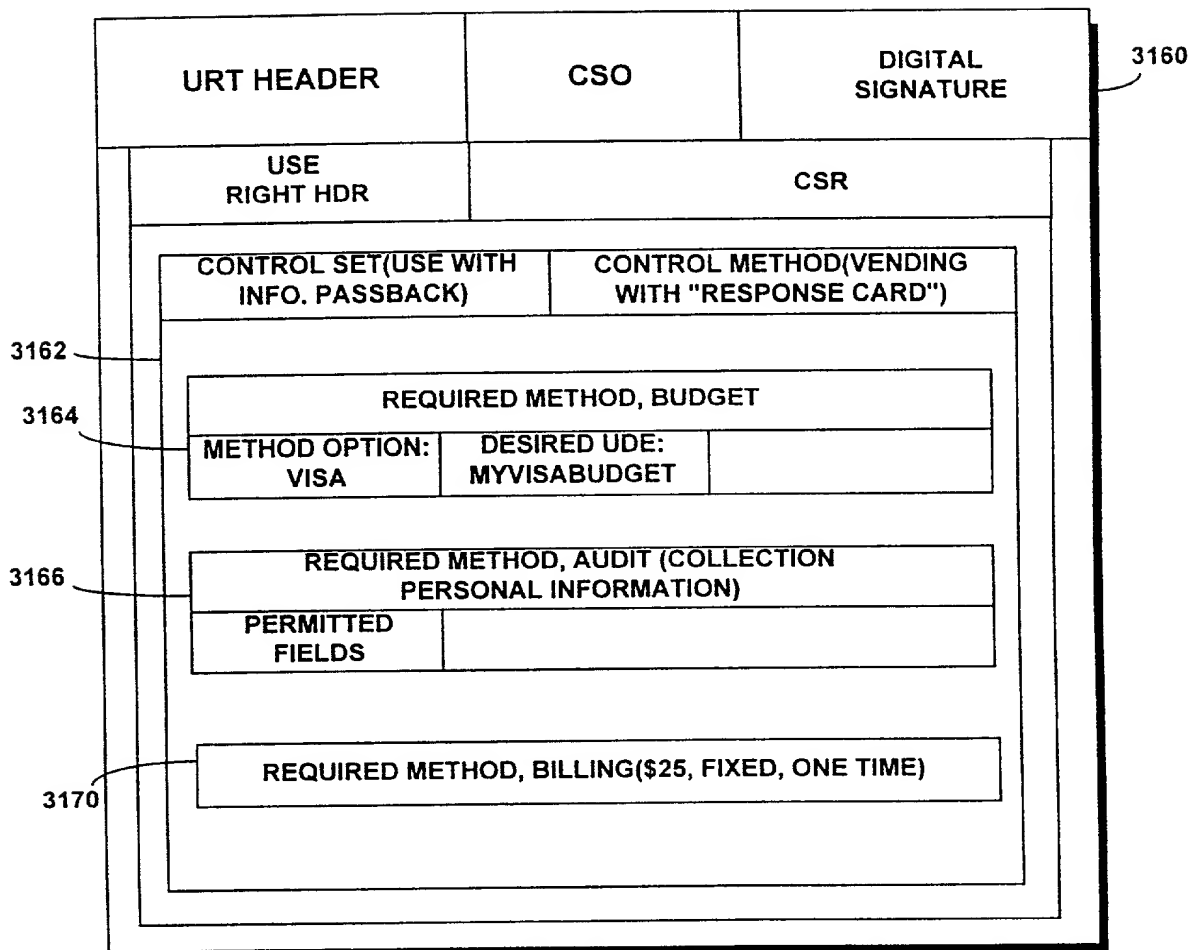 URT HEADER
CSO
DIGITAL
SIGNATURE
3160
USE
RIGHT HDR
CSR
CONTROL SET(USE WITH
INFO. PASSBACK)
CONTROL METHOD(VENDING
WITH "RESPONSE CARD")
3162
REQUIRED METHOD, BUDGET
3164
METHOD OPTION:
VISA
DESIRED UDE:
MYVISABUDGET
REQUIRED METHOD, AUDIT (COLLECTION
PERSONAL INFORMATION)
3166
PERMITTED
FIELDS
REQUIRED METHOD, BILLING($25, FIXED, ONE TIME)
3170